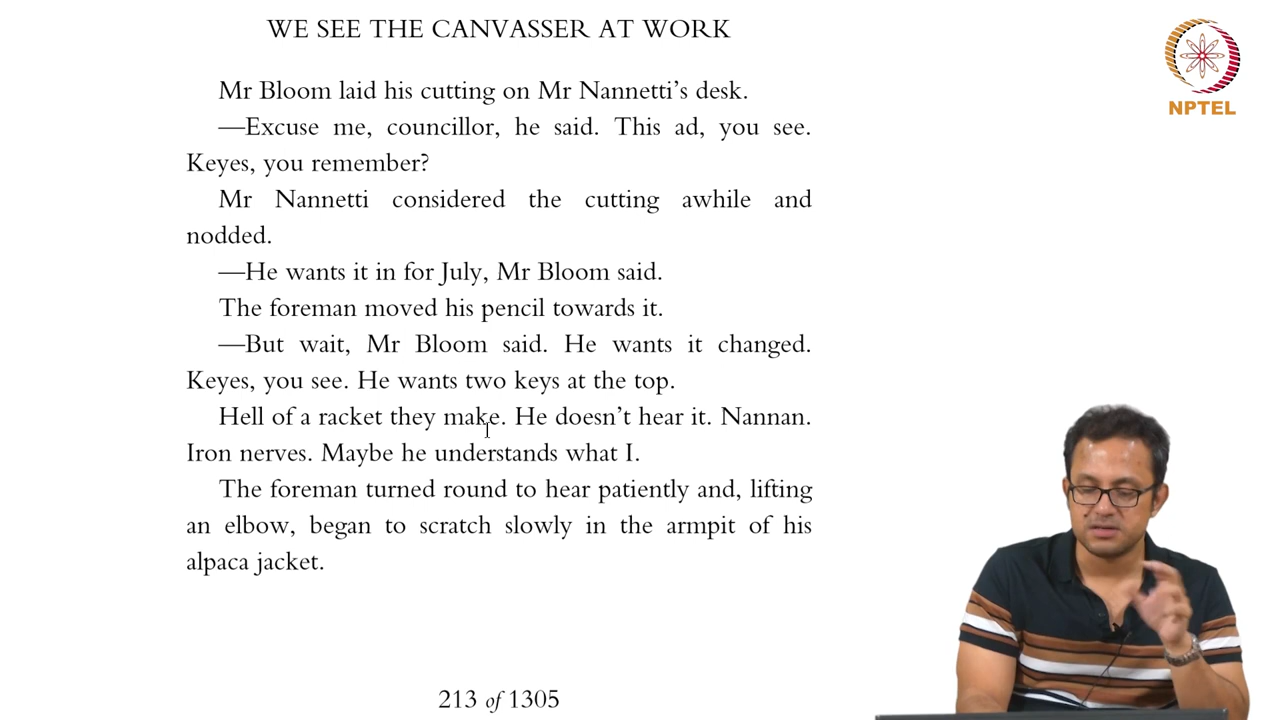 WE SEE THE CANVASSER AT WORK
NPTEL
Mr Bloom laid his cutting on Mr Nannetti’s desk.
—Excuse me, councillor, he said. This ad, you see.
Keyes, you remember?
Mr Nannetti considered the cutting awhile and
nodded.
—He wants it in for July, Mr Bloom said.
The foreman moved his pencil towards it.
—But wait, Mr Bloom said. He wants it changed.
Keyes, you see. He wants two keys at the top.
Hell of a racket they make. He doesn’t hear it. Nannan.
Iron nerves. Maybe he understands what I.
The foreman turned round to hear patiently and, lifting
an elbow, began to scratch slowly in the armpit of his
alpaca jacket.
213 of 1305